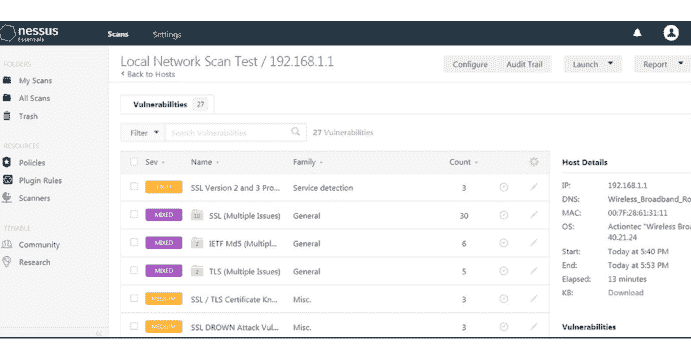 nessus
Essentials
Scans
Settings
FOLDERS
My Scans
All Scans
Trash
RESOURCES
Policies
Plugin Rules
Scanners
TENABLE
Community
Research
Local Network Scan Test / 192.168.1.1
Back to Hosts
Configure
Audit Trail
Launch
Report
Vulnerabilities 27
Filter
Search Vulnerabilities
27 Vulnerabilities
Sev Name Family Count
SSL Version 2 and 3 Pro... Service detection 3
MIXED 10 SSL (Multiple Issues) General 30
MIXED 2 IETF Md5 (Multipl... General 6
MIXED 2 TLS (Multiple Issues) General 5
MEDIUM SSL / TLS Certificate Kn... Misc. 3
MEDIUM SSL DROWN Attack Vul... Misc. 3
Host Details
IP: 192.168.1.1
DNS: Wireless_Broadband_Ro
MAC: 00:7F:28:61:31:11
OS: Actiontec "Wireless Broa
40.21.24
Start: Today at 5:40 PM
End: Today at 5:53 PM
Elapsed: 13 minutes
KB: Download
Vulnerabilities